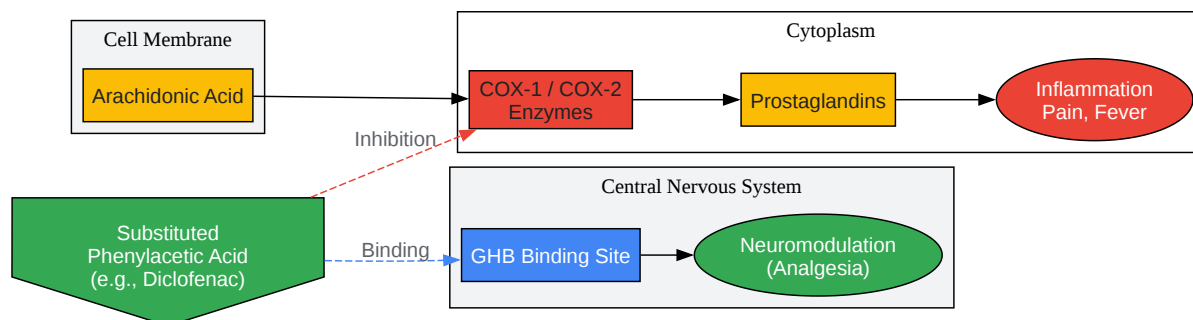 Cell Membrane
Arachidonic Acid
Cytoplasm
COX-1 / COX-2
Enzymes
Prostaglandins
Inflammation
Pain, Fever
Inhibition
Substituted
Phenylacetic Acid
(e.g., Diclofenac)
Binding
Central Nervous System
GHB Binding Site
Neuromodulation
(Analgesia)